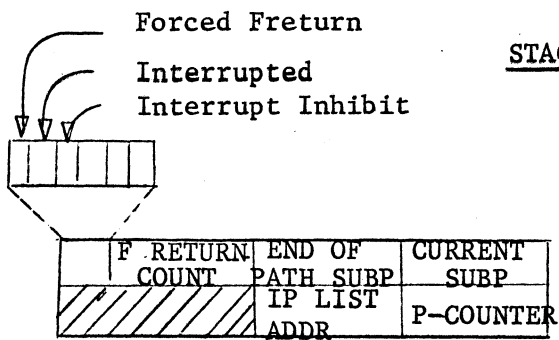 Forced Freturn
STAC
Interrupted
Interrupt Inhibit
F RETURN COUNT
END OF PATH SUBP
CURRENT SUBP
IP LIST ADDR
P-COUNTER